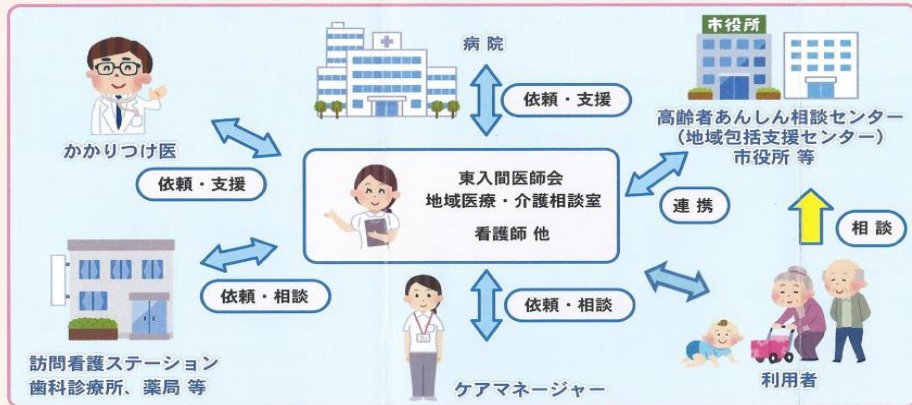 市役所
病院
かかりつけ医
依頼・支援
高齢者あんしん相談センター
(地域包括支援センター)
市役所 等
依頼・支援
東入間医師会
地域医療・介護相談室
看護師 他
連携
相談
依頼・相談
依頼・相談
訪問看護ステーション
歯科診療所、薬局 等
ケアマネージャー
利用者